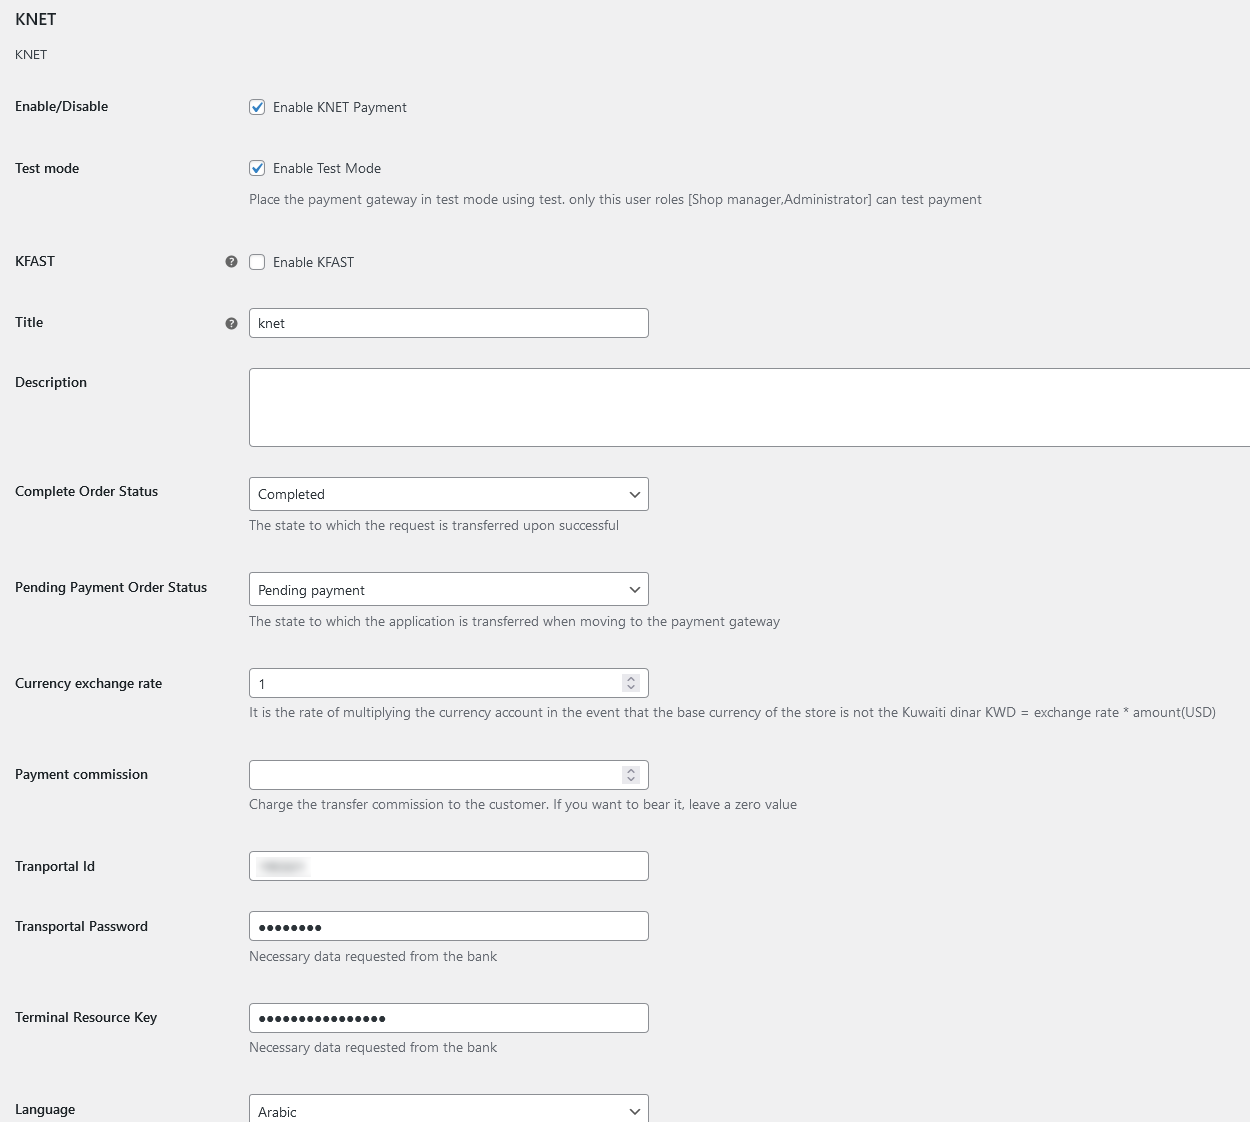 KNET
KNET
Enable/Disable
Enable KNET Payment
Test mode
Enable Test Mode
Place the payment gateway in test mode using test. only this user roles [Shop manager,Administrator] can test payment
KFAST
?
Enable KFAST
Title
?
knet
Description
Complete Order Status
Completed
The state to which the request is transferred upon successful
Pending Payment Order Status
Pending payment
The state to which the application is transferred when moving to the payment gateway
Currency exchange rate
1
It is the rate of multiplying the currency account in the event that the base currency of the store is not the Kuwaiti dinar KWD = exchange rate * amount(USD)
Payment commission
Charge the transfer commission to the customer. If you want to bear it, leave a zero value
Tranportal Id
Transportal Password
••••••••
Necessary data requested from the bank
Terminal Resource Key
••••••••••••••••
Necessary data requested from the bank
Language
Arabic